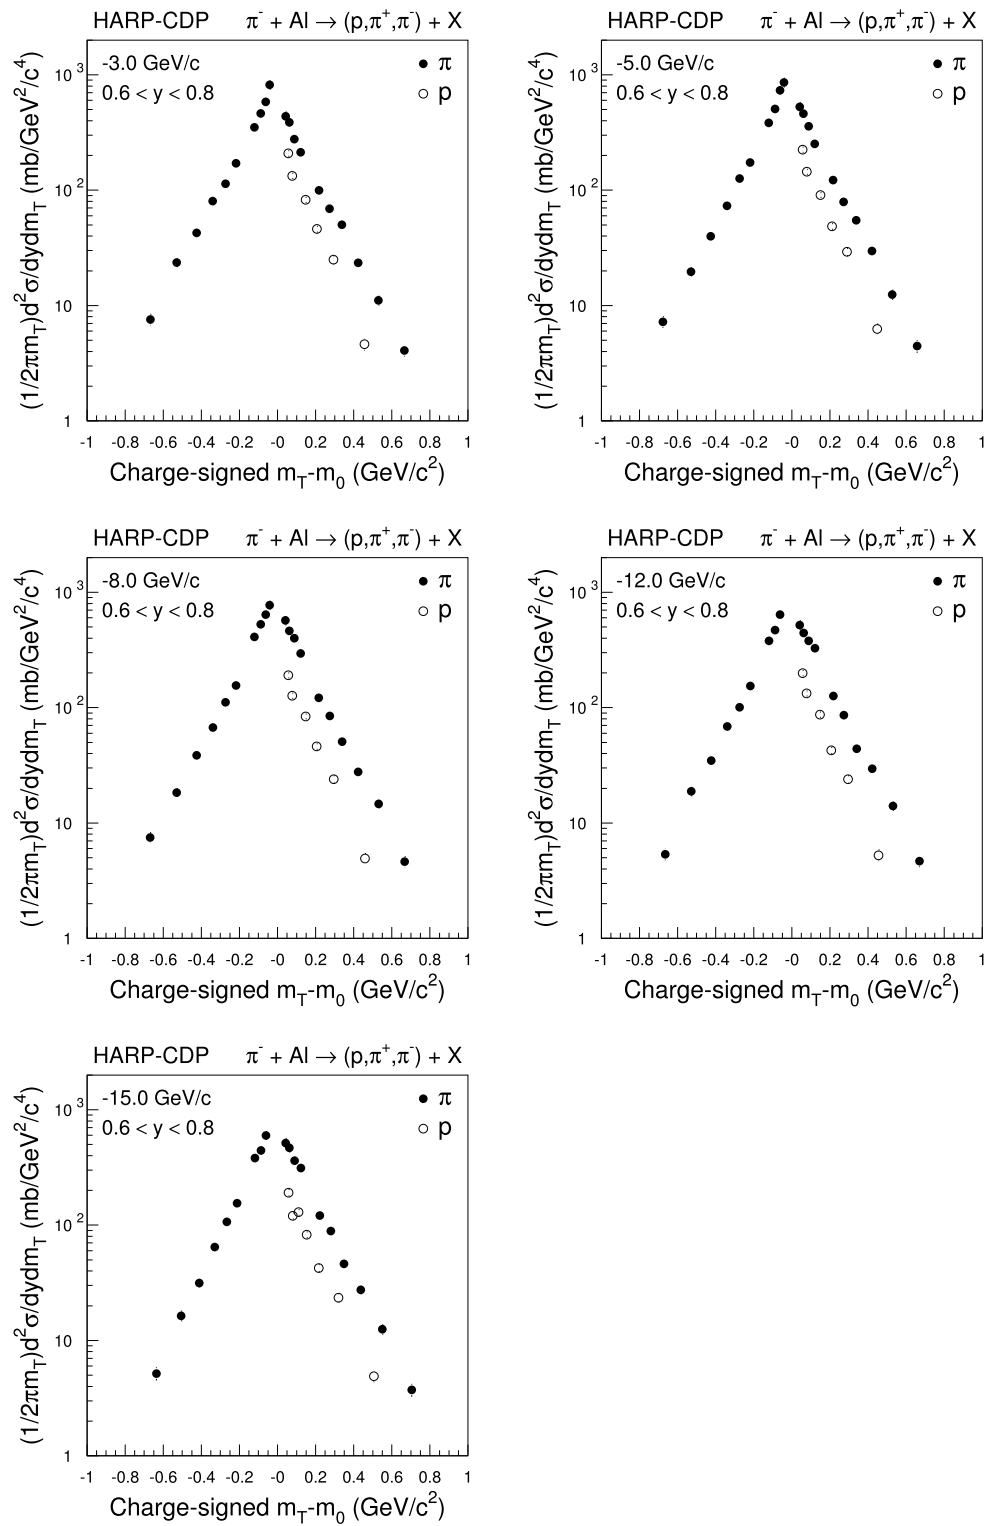 HARP-CDP π⁻ + Al → (p,π⁺,π⁻) + X
-3.0 GeV/c
0.6 < y < 0.8
π
p
(1/2πm_T)d²σ/dydm_T (mb/GeV²/c⁴)
10³
10²
10
1
-1 -0.8 -0.6 -0.4 -0.2 -0 0.2 0.4 0.6 0.8 1
Charge-signed m_T-m_0 (GeV/c²)
HARP-CDP π⁻ + Al → (p,π⁺,π⁻) + X
-5.0 GeV/c
0.6 < y < 0.8
π
p
(1/2πm_T)d²σ/dydm_T (mb/GeV²/c⁴)
10³
10²
10
1
-1 -0.8 -0.6 -0.4 -0.2 -0 0.2 0.4 0.6 0.8 1
Charge-signed m_T-m_0 (GeV/c²)
HARP-CDP π⁻ + Al → (p,π⁺,π⁻) + X
-8.0 GeV/c
0.6 < y < 0.8
π
p
(1/2πm_T)d²σ/dydm_T (mb/GeV²/c⁴)
10³
10²
10
1
-1 -0.8 -0.6 -0.4 -0.2 -0 0.2 0.4 0.6 0.8 1
Charge-signed m_T-m_0 (GeV/c²)
HARP-CDP π⁻ + Al → (p,π⁺,π⁻) + X
-12.0 GeV/c
0.6 < y < 0.8
π
p
(1/2πm_T)d²σ/dydm_T (mb/GeV²/c⁴)
10³
10²
10
1
-1 -0.8 -0.6 -0.4 -0.2 -0 0.2 0.4 0.6 0.8 1
Charge-signed m_T-m_0 (GeV/c²)
HARP-CDP π⁻ + Al → (p,π⁺,π⁻) + X
-15.0 GeV/c
0.6 < y < 0.8
π
p
(1/2πm_T)d²σ/dydm_T (mb/GeV²/c⁴)
10³
10²
10
1
-1 -0.8 -0.6 -0.4 -0.2 -0 0.2 0.4 0.6 0.8 1
Charge-signed m_T-m_0 (GeV/c²)